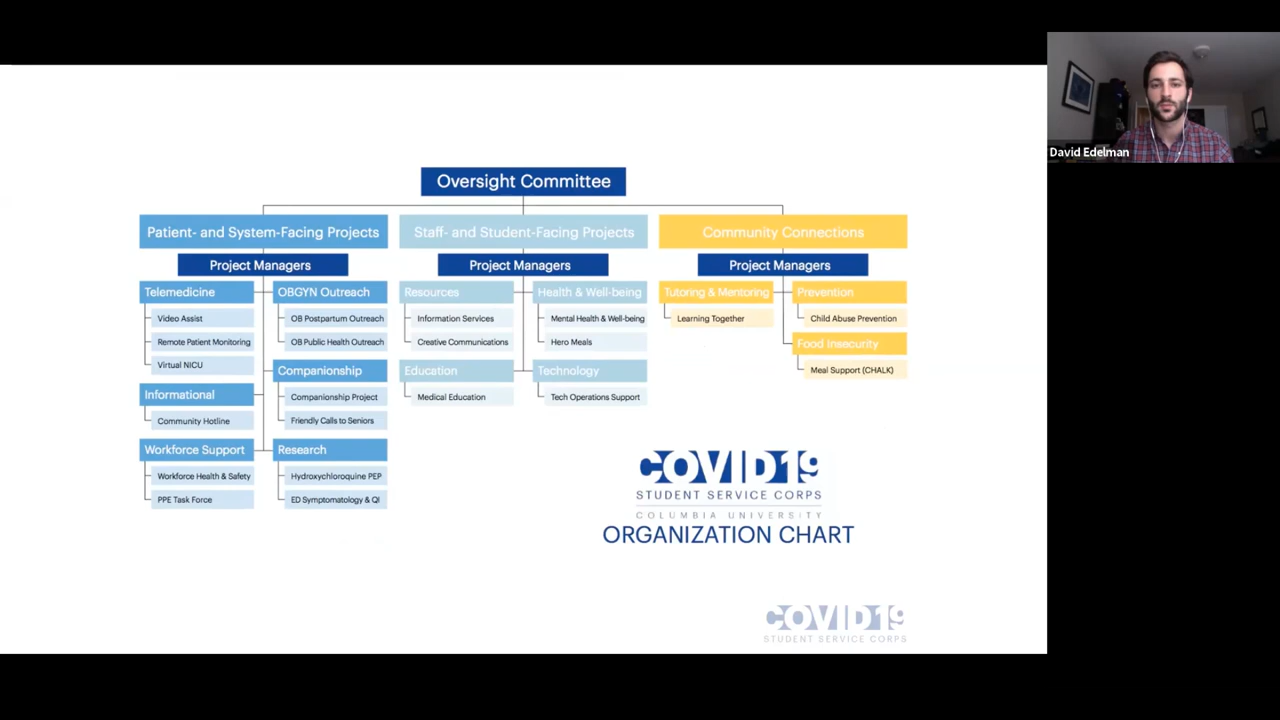 David Edelman
Oversight Committee
Patient- and System-Facing Projects
Project Managers
Telemedicine
Video Assist
Remote Patient Monitoring
Virtual NICU
Informational
Community Hotline
Workforce Support
Workforce Health & Safety
PPE Task Force
OBGYN Outreach
OB Postpartum Outreach
OB Public Health Outreach
Companionship
Companionship Project
Friendly Calls to Seniors
Research
Hydroxychloroquine PEP
ED Symptomatology & QI
Staff- and Student-Facing Projects
Project Managers
Resources
Information Services
Creative Communications
Education
Medical Education
Health & Well-being
Mental Health & Well-being
Hero Meals
Technology
Tech Operations Support
Community Connections
Project Managers
Tutoring & Mentoring
Learning Together
Prevention
Child Abuse Prevention
Food Insecurity
Meal Support (CHALK)
COVID19
STUDENT SERVICE CORPS
COLUMBIA UNIVERSITY
ORGANIZATION CHART
COVID19
STUDENT SERVICE CORPS